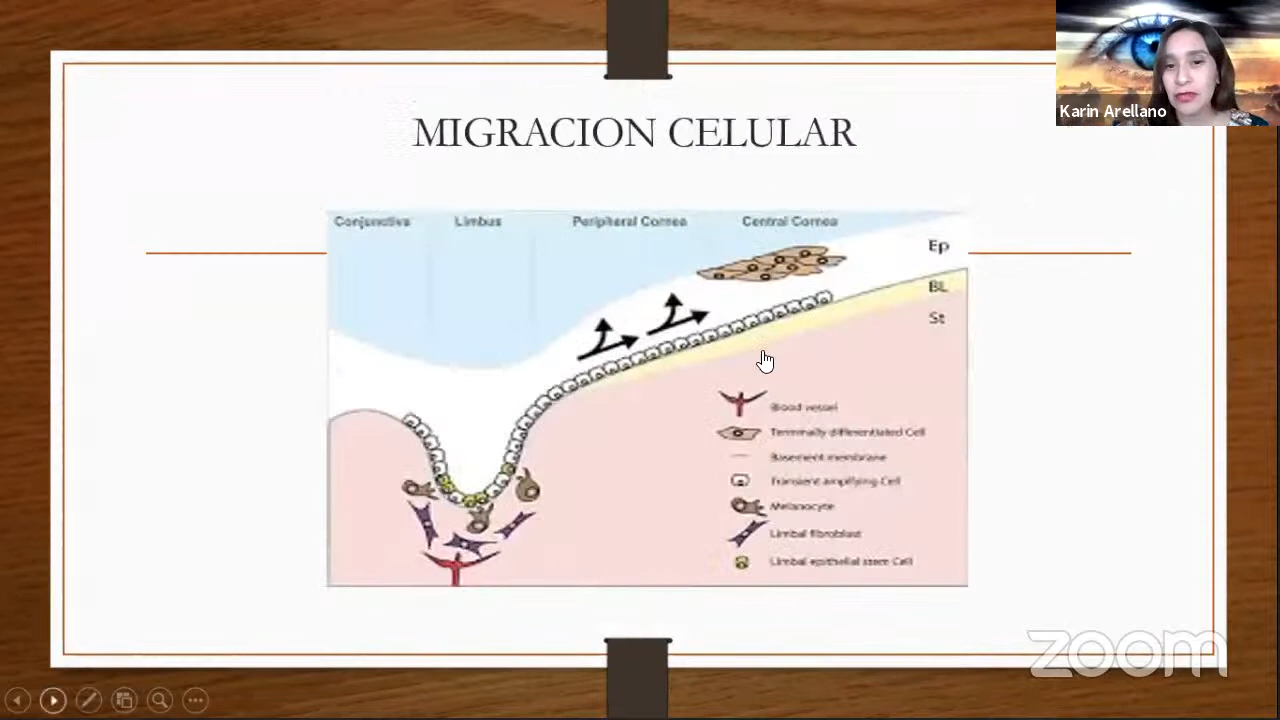 Karin Arellano
MIGRACION CELULAR
Conjunctiva Limbus Peripheral Cornea Central Cornea
Ep
BL
St
Blood vessel
Terminally differentiated Cell
Basement membrane
Transient amplifying Cell
Melanocyte
Limbal fibroblast
Limbal epithelial stem Cell
zoom